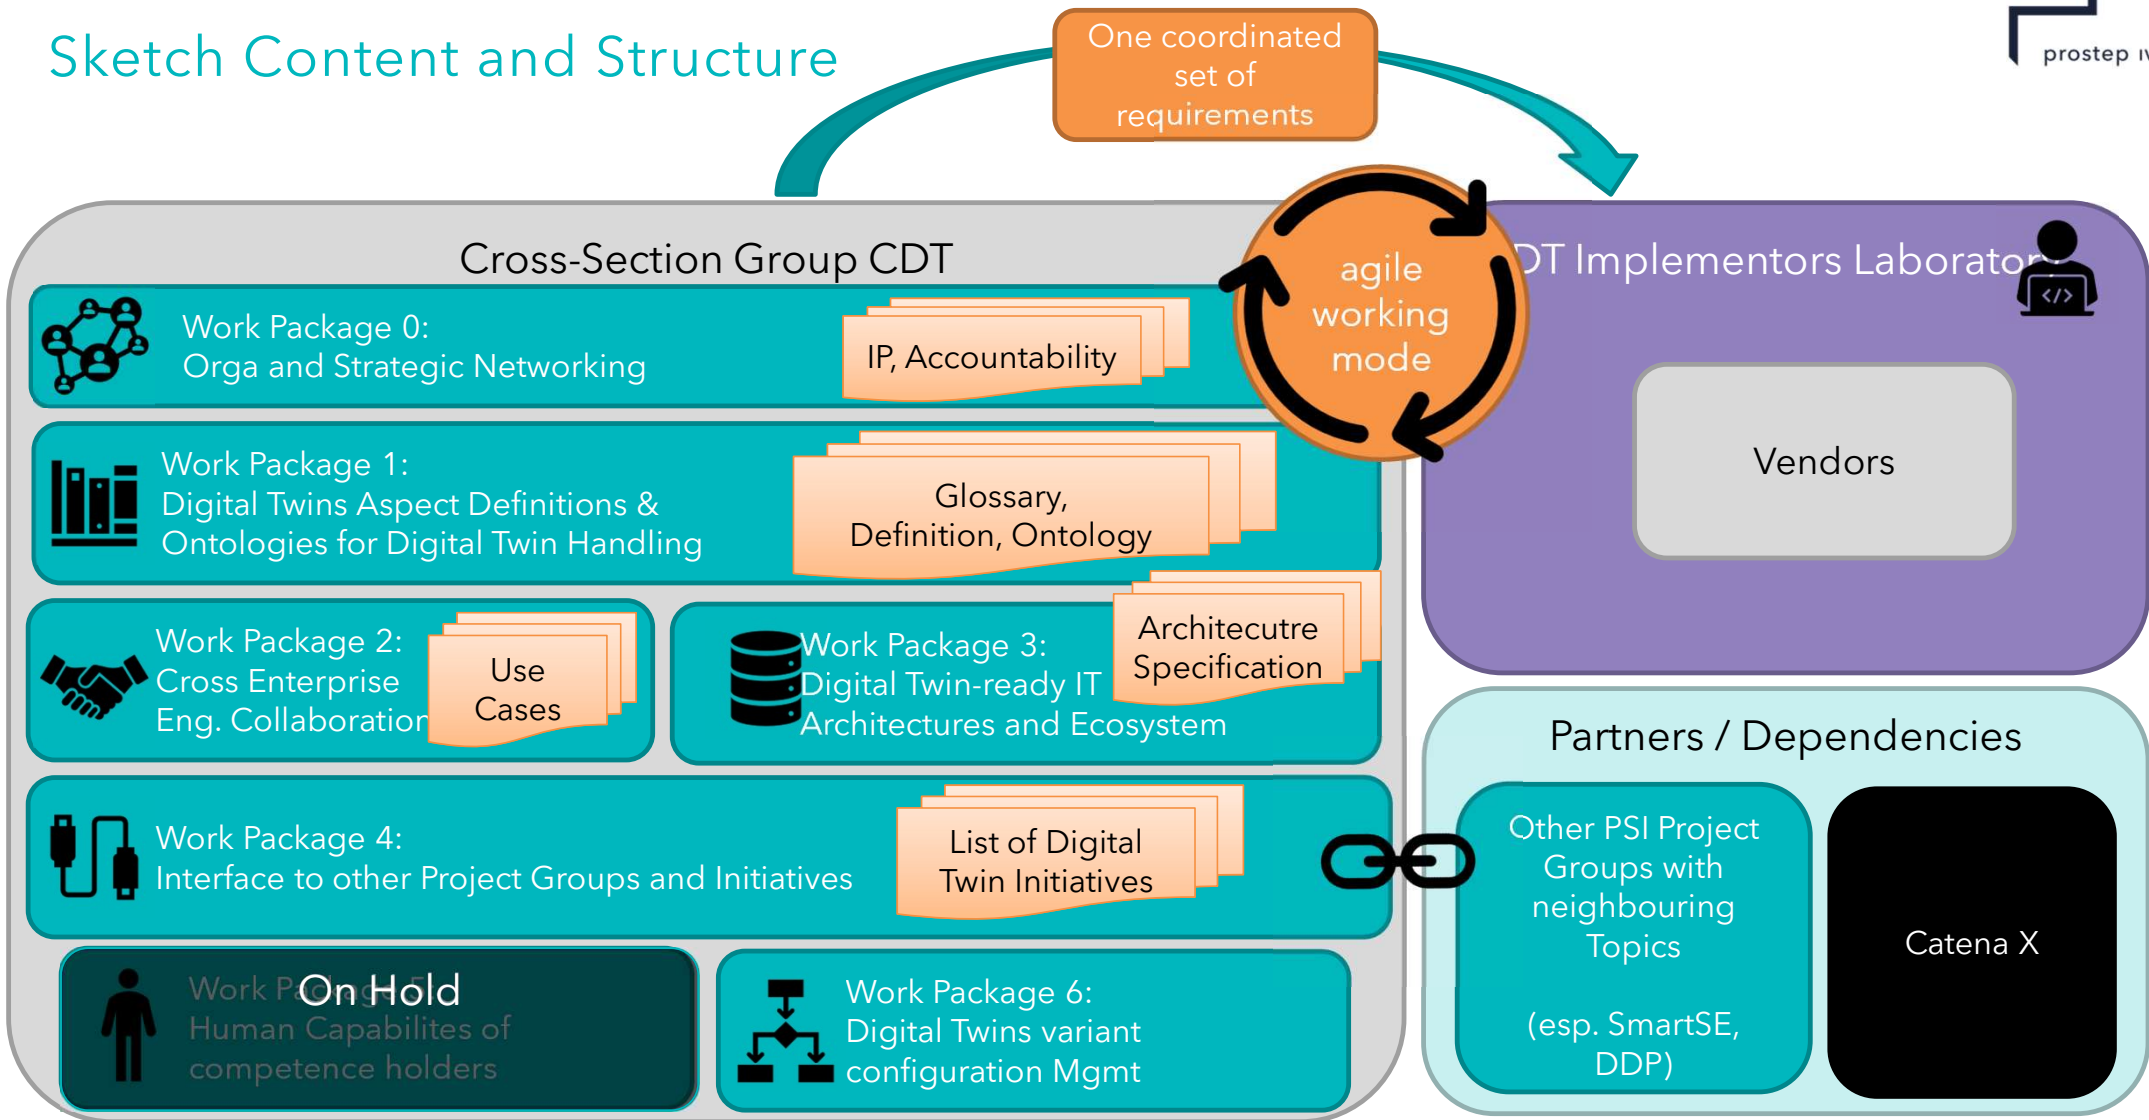 Sketch Content and Structure
One coordinated
set of
requirements
prostep
Cross-Section Group CDT
Work Package 0:
Orga and Strategic Networking
IP, Accountability
agile
working
mode
DT Implementors Laboratory
</>
Vendors
Work Package 1:
Digital Twins Aspect Definitions &
Ontologies for Digital Twin Handling
Glossary,
Definition, Ontology
Work Package 2:
Cross Enterprise
Eng. Collaboration
Use
Cases
Work Package 3:
Digital Twin-ready IT
Architectures and Ecosystem
Architecutre
Specification
Partners / Dependencies
Work Package 4:
Interface to other Project Groups and Initiatives
List of Digital
Twin Initiatives
Other PSI Project
Groups with
neighbouring
Topics
(esp. SmartSE,
DDP)
Catena X
Work Package 5:
On Hold
Human Capabilites of
competence holders
Work Package 6:
Digital Twins variant
configuration Mgmt